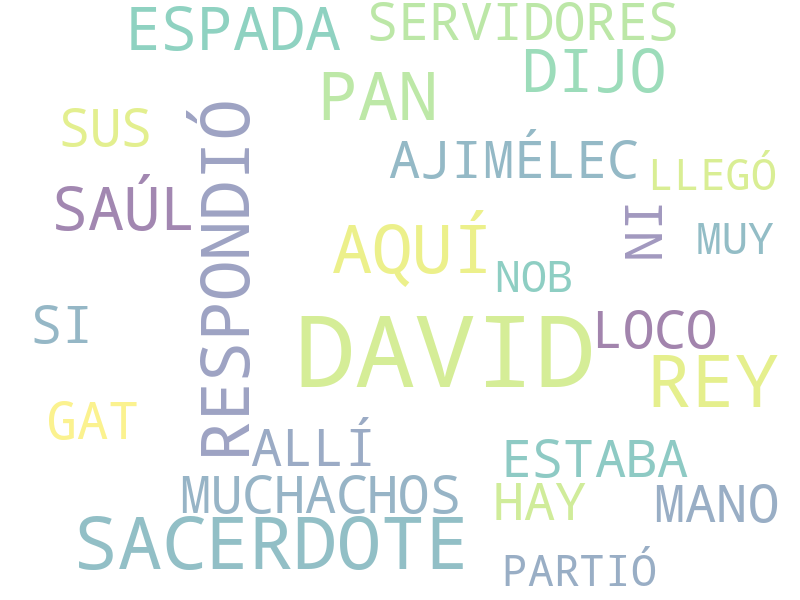 ESPADA SERVIDORES
PAN DIJO
SUS AJIMÉLEC LLEGÓ
SAÚL RESPONDIÓ AQUÍ NI MUY
NOB
SI DAVID LOCO
REY
GAT ALLÍ ESTABA
MUCHACHOS HAY MANO
SACERDOTE PARTIÓ